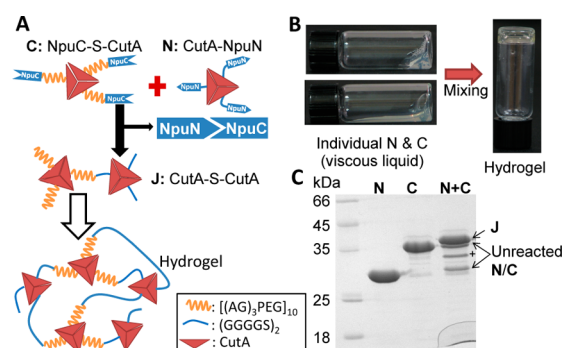 A
C: NpuC-S-CutA
N: CutA-NpuN
NpuC
NpuC
NpuC
NpuN
NpuN
NpuN
NpuN
NpuC
J: CutA-S-CutA
Hydrogel
: [(AG)3PEG]10
: (GGGGS)2
: CutA
B
Mixing
Individual N & C
(viscous liquid)
Hydrogel
C
kDa
N
C
N+C
66
45
35
25
18
J
Unreacted
N/C
+